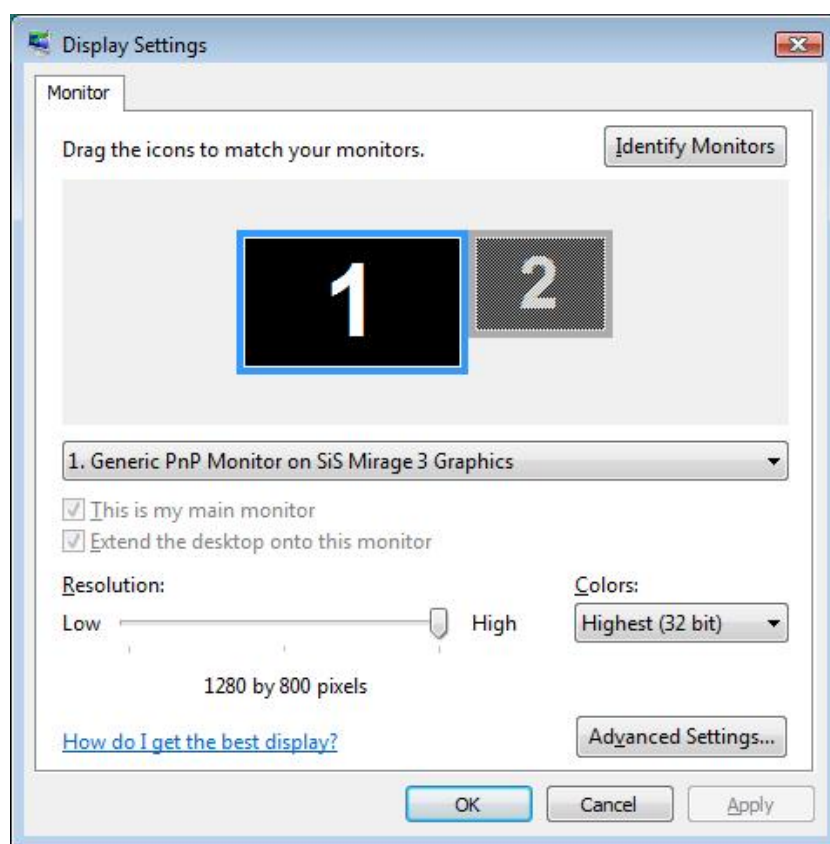 Display Settings
Monitor
Drag the icons to match your monitors.
Identify Monitors
1
2
1. Generic PnP Monitor on SiS Mirage 3 Graphics
This is my main monitor
Extend the desktop onto this monitor
Resolution:
Colors:
Low
High
Highest (32 bit)
1280 by 800 pixels
How do I get the best display?
Advanced Settings...
OK
Cancel
Apply